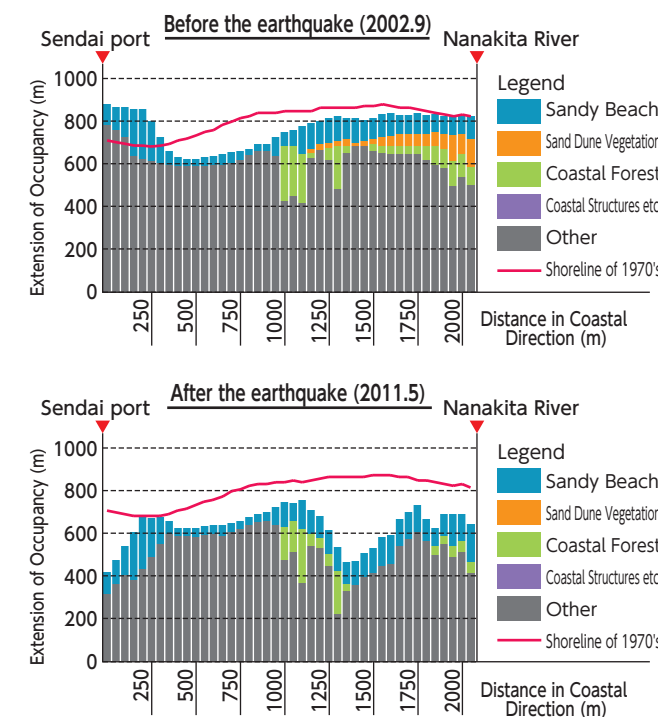 Before the earthquake (2002.9)
Sendai port
Nanakita River
Extension of Occupancy (m)
1000
800
600
400
200
0
250
500
750
1000
1250
1500
1750
2000
Distance in Coastal
Direction (m)
Legend
Sandy Beach
Sand Dune Vegetation
Coastal Forest
Coastal Structures etc
Other
Shoreline of 1970's
After the earthquake (2011.5)
Sendai port
Nanakita River
Extension of Occupancy (m)
1000
800
600
400
200
0
250
500
750
1000
1250
1500
1750
2000
Distance in Coastal
Direction (m)
Legend
Sandy Beach
Sand Dune Vegetation
Coastal Forest
Coastal Structures etc
Other
Shoreline of 1970's